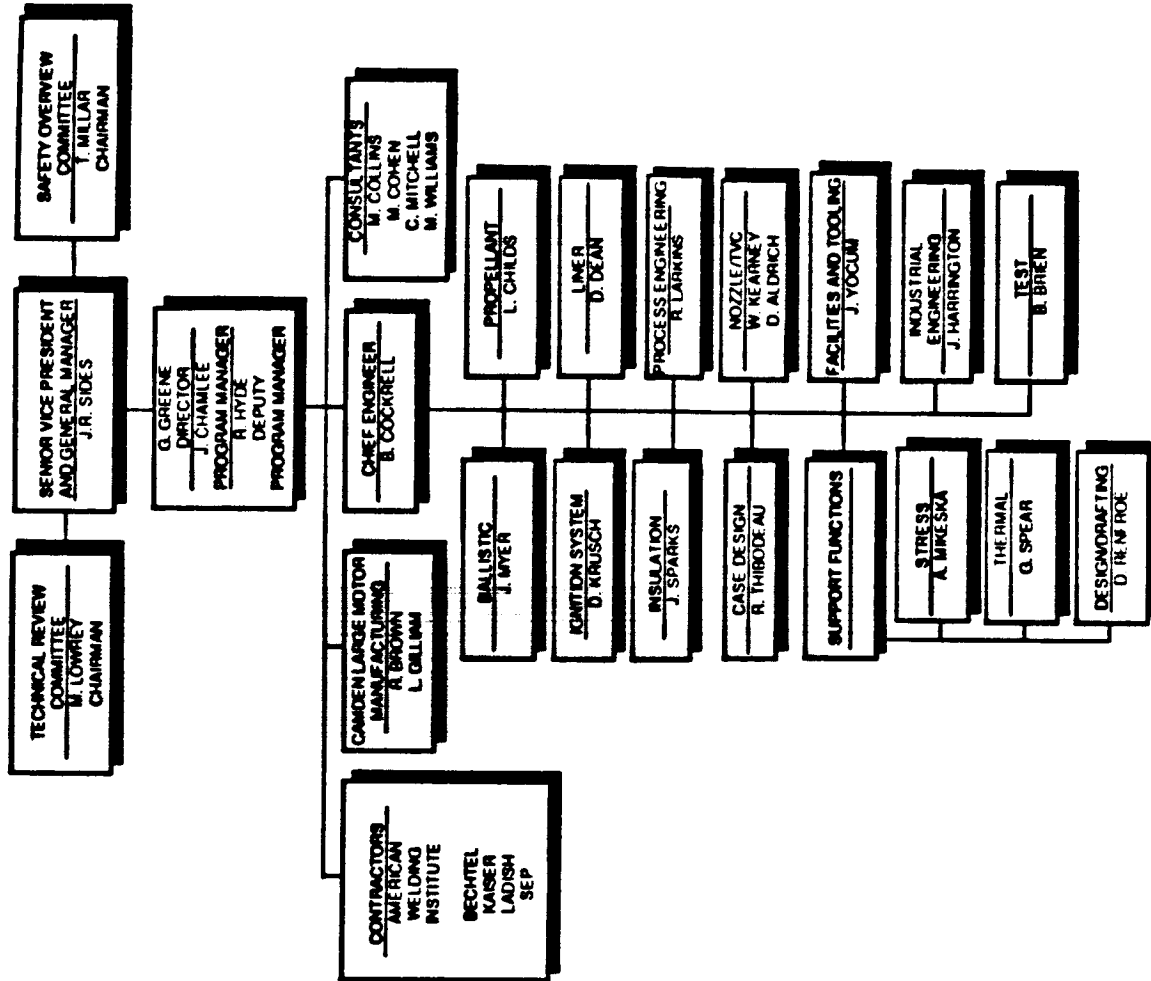 TECHNICAL REVIEW
COMMITTEE
M. LOWREY
CHAIRMAN
SENIOR VICE PRESIDENT
AND GENERAL MANAGER
J.R. SIDES
SAFETY OVERVIEW
COMMITTEE
T. MILLAR
CHAIRMAN
G. GREENE
DIRECTOR
J. CHAMLEE
PROGRAM MANAGER
R. HYDE
DEPUTY
PROGRAM MANAGER
CONTRACTORS
AMERICAN
WELDING
INSTITUTE
BECHTEL
KAISER
LADISH
SEP
CAMDEN LARGE MOTOR
MANUFACTURING
R. BROWN
L. GILLIAM
CHIEF ENGINEER
B. COCKRELL
CONSULTANTS
M. COLLINS
M. COHEN
C. MITCHELL
M. WILLIAMS
BALLISTIC
J. MYER
PROPELLANT
L. CHILDS
IGNITION SYSTEM
D. KRUSCH
LINER
D. DEAN
INSULATION
J. SPARKS
PROCESS ENGINEERING
R. LARKINS
CASE DESIGN
R. THIBODEAU
NOZZLE/TVC
W. KEARNEY
D. ALDRICH
SUPPORT FUNCTIONS
FACILITIES AND TOOLING
J. YOCUM
STRESS
A. MIKESKA
INDUSTRIAL
ENGINEERING
J. HARRINGTON
THERMAL
G. SPEAR
TEST
B. BRIEN
DESIGN/DRAFTING
D. RENFROE